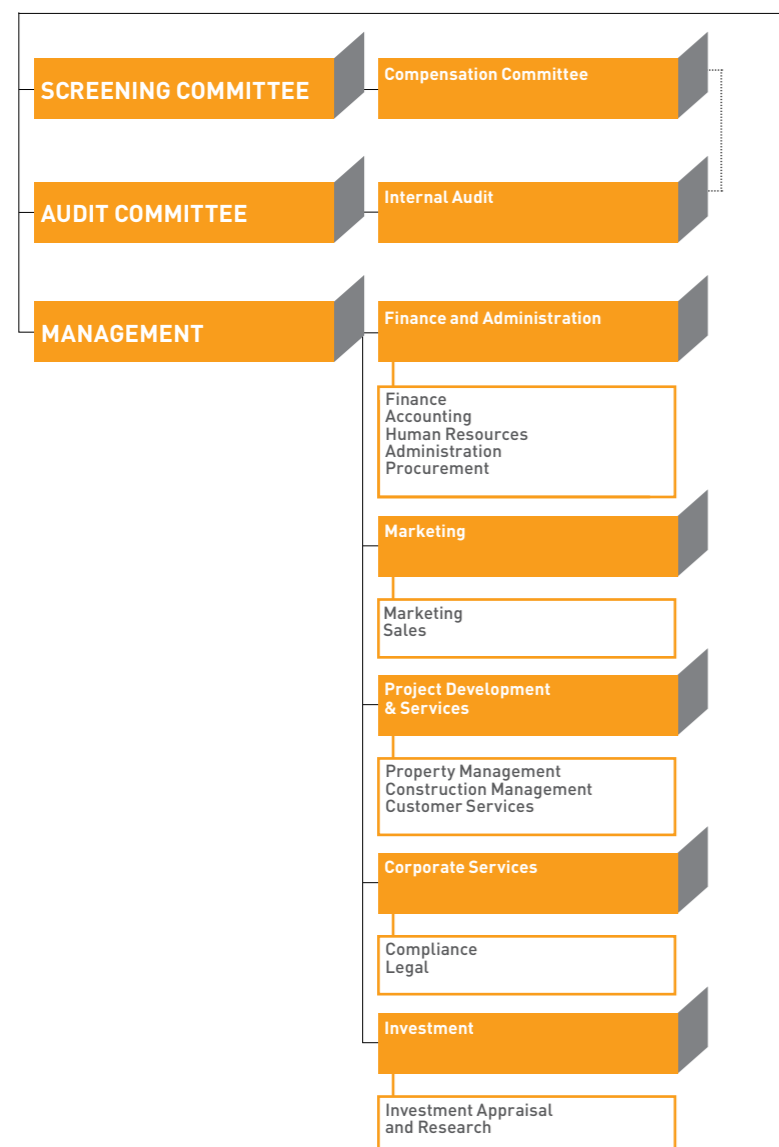 SCREENING COMMITTEE
Compensation Committee
AUDIT COMMITTEE
Internal Audit
MANAGEMENT
Finance and Administration
Finance
Accounting
Human Resources
Administration
Procurement
Marketing
Marketing
Sales
Project Development
& Services
Property Management
Construction Management
Customer Services
Corporate Services
Compliance
Legal
Investment
Investment Appraisal
and Research